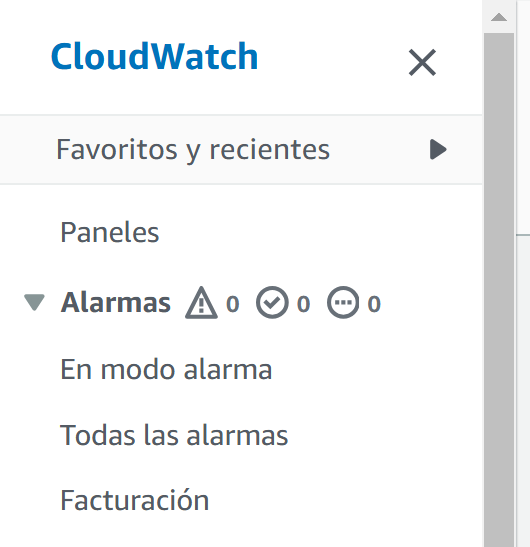 CloudWatch
Favoritos y recientes
Paneles
Alarmas 0 0 0
En modo alarma
Todas las alarmas
Facturación